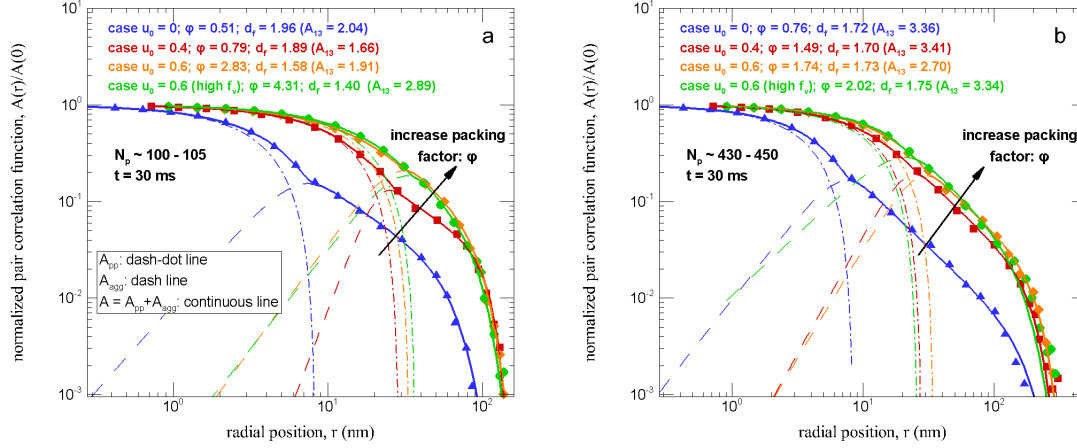 case u₀ = 0; φ = 0.51; d_f = 1.96 (A₁₃ = 2.04)
case u₀ = 0.4; φ = 0.79; d_f = 1.89 (A₁₃ = 1.66)
case u₀ = 0.6; φ = 2.83; d_f = 1.58 (A₁₃ = 1.91)
case u₀ = 0.6 (high f_v); φ = 4.31; d_f = 1.40 (A₁₃ = 2.89)
a
normalized pair correlation function, A(r)/A(0)
10¹
10⁰
10⁻¹
10⁻²
10⁻³
N_p ~ 100 - 105
t = 30 ms
increase packing
factor: φ
A_pp: dash-dot line
A_agg: dash line
A = A_pp+A_agg: continuous line
10⁰
10¹
10²
radial position, r (nm)
case u₀ = 0; φ = 0.76; d_f = 1.72 (A₁₃ = 3.36)
case u₀ = 0.4; φ = 1.49; d_f = 1.70 (A₁₃ = 3.41)
case u₀ = 0.6; φ = 1.74; d_f = 1.73 (A₁₃ = 2.70)
case u₀ = 0.6 (high f_v); φ = 2.02; d_f = 1.75 (A₁₃ = 3.34)
b
normalized pair correlation function, A(r)/A(0)
10¹
10⁰
10⁻¹
10⁻²
10⁻³
N_p ~ 430 - 450
t = 30 ms
increase packing
factor: φ
10⁰
10¹
10²
radial position, r (nm)